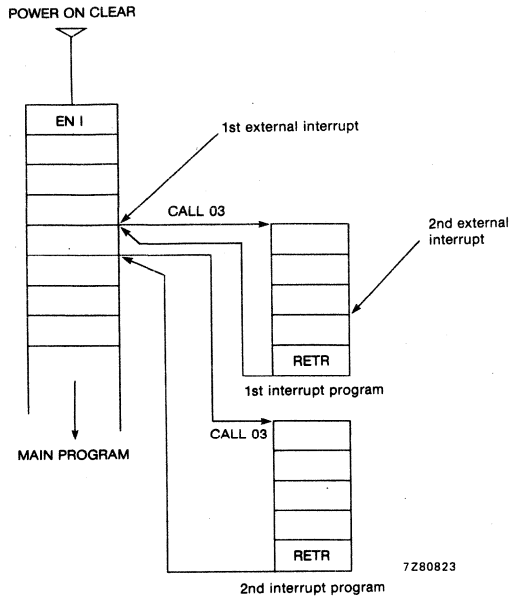 POWER ON CLEAR
EN I
1st external interrupt
CALL 03
2nd external
interrupt
RETR
1st interrupt program
CALL 03
MAIN PROGRAM
RETR
7Z80823
2nd interrupt program